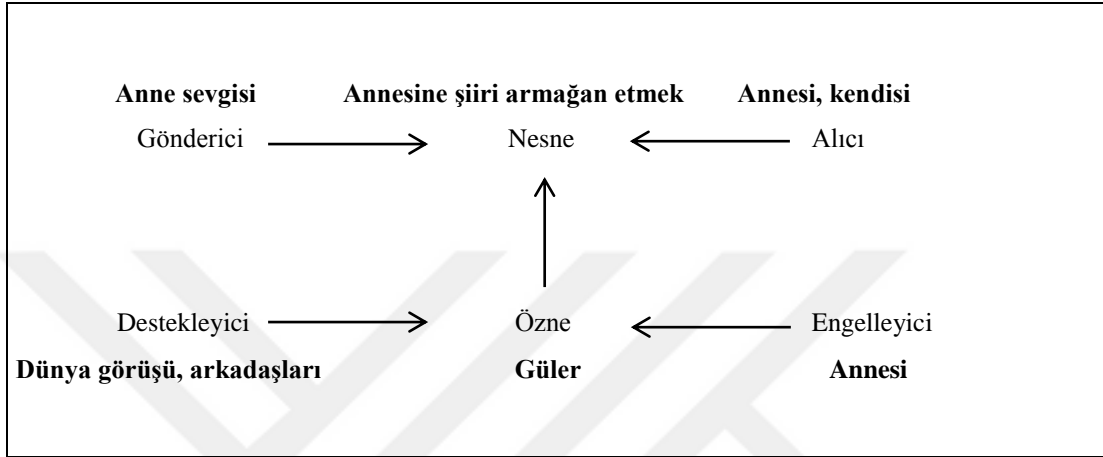 Anne sevgisi Annesine şiiri armağan etmek Annesi, kendisi
Gönderici Nesne Alıcı
Destekleyici Özne Engelleyici
Dünya görüşü, arkadaşları Güler Annesi